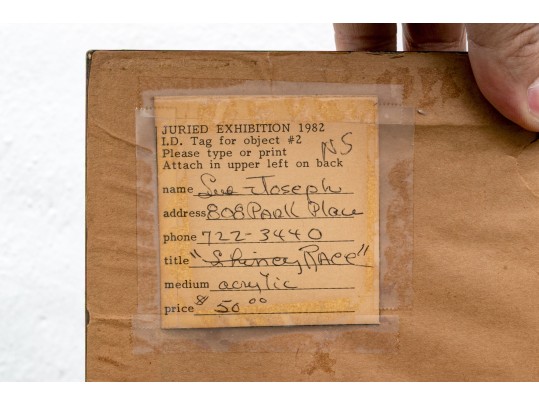 JURIED EXHIBITION 1982
I.D. Tag for object #2
NS
Please type or print
Attach in upper left on back
name Sue Joseph
address 808 PARK Place
phone 722-3440
title "Shiney RACE"
medium acrylic
price $50.00